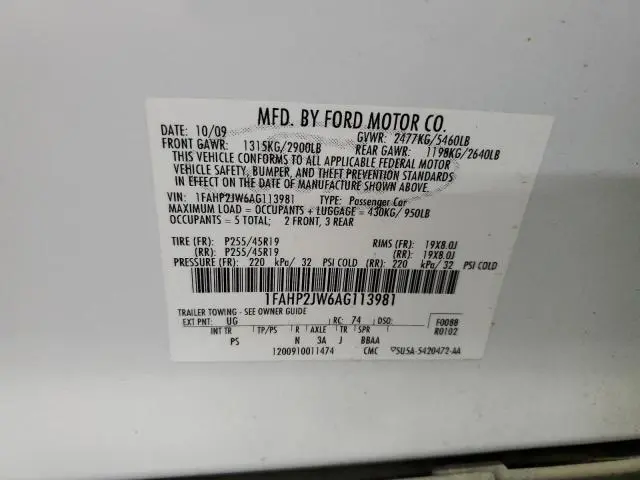 MFD. BY FORD MOTOR CO.
DATE: 10/09 GVWR: 2477KG/5460LB
FRONT GAWR: 1315KG/2900LB REAR GAWR: 1198KG/2640LB
THIS VEHICLE CONFORMS TO ALL APPLICABLE FEDERAL MOTOR
VEHICLE SAFETY, BUMPER, AND THEFT PREVENTION STANDARDS
IN EFFECT ON THE DATE OF MANUFACTURE SHOWN ABOVE.
VIN: 1FAHP2JW6AG113981 TYPE: Passenger Car
MAXIMUM LOAD = OCCUPANTS + LUGGAGE = 430KG/950LB
OCCUPANTS = 5 TOTAL; 2 FRONT, 3 REAR
TIRE (FR): P255/45R19 RIMS (FR): 19X8.0J
(RR): P255/45R19 (RR): 19X8.0J
PRESSURE (FR): 220 kPa/ 32 PSI COLD (RR): 220 kPa/ 32 PSI COLD
1FAHP2JW6AG113981
TRAILER TOWING - SEE OWNER GUIDE
EXT PNT: UG RC: 74 DSO: F0088
INT TR TP/PS R AXLE TR SPR R0102
PS N 3A J BBAA
1200910011474 CMC 5U5A-5420472-AA